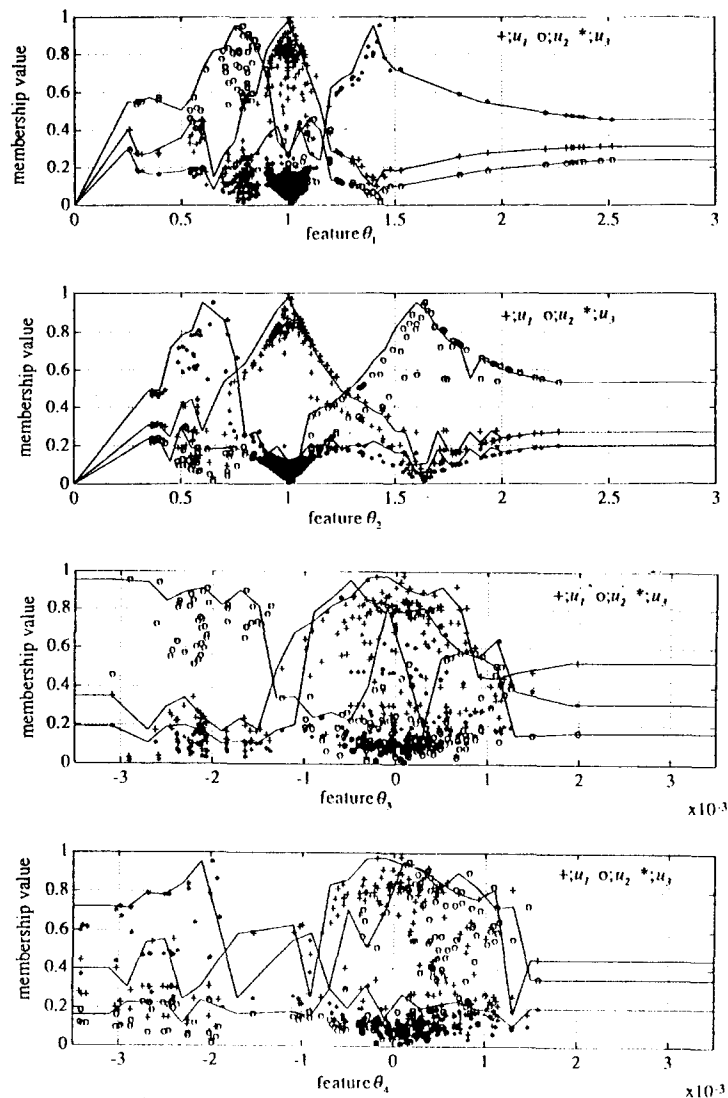 +;u₁ o;u₂ *;u₃
membership value
1
0.8
0.6
0.4
0.2
0
0 0.5 1 1.5 2 2.5 3
feature θ₁
+;u₁ o;u₂ *;u₃
membership value
1
0.8
0.6
0.4
0.2
0
0 0.5 1 1.5 2 2.5 3
feature θ₂
+;u₁ o;u₂ *;u₃
membership value
1
0.8
0.6
0.4
0.2
0
-3 -2 -1 0 1 2 3
feature θ₃
x10⁻³
+;u₁ o;u₂ *;u₃
membership value
1
0.8
0.6
0.4
0.2
0
-3 -2 -1 0 1 2 3
feature θ₄
x10⁻³